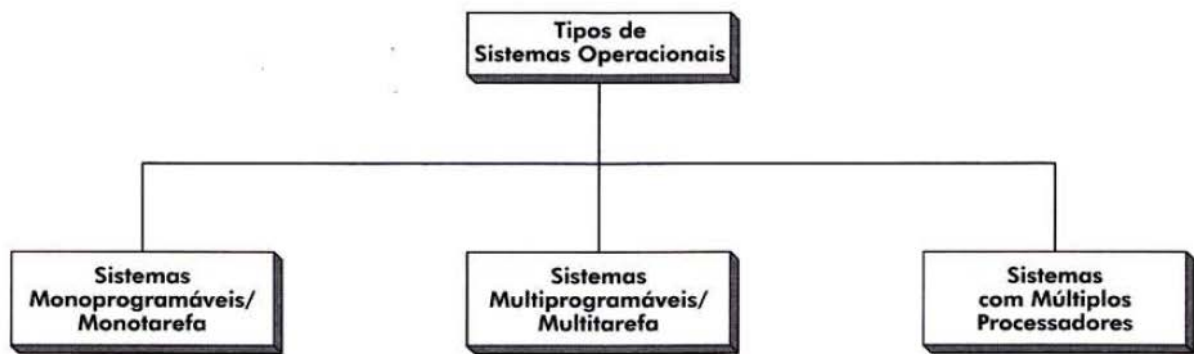 Tipos de
Sistemas Operacionais
Sistemas
Monoprogramáveis/
Monotarefa
Sistemas
Multiprogramáveis/
Multitarefa
Sistemas
com Múltiplos
Processadores